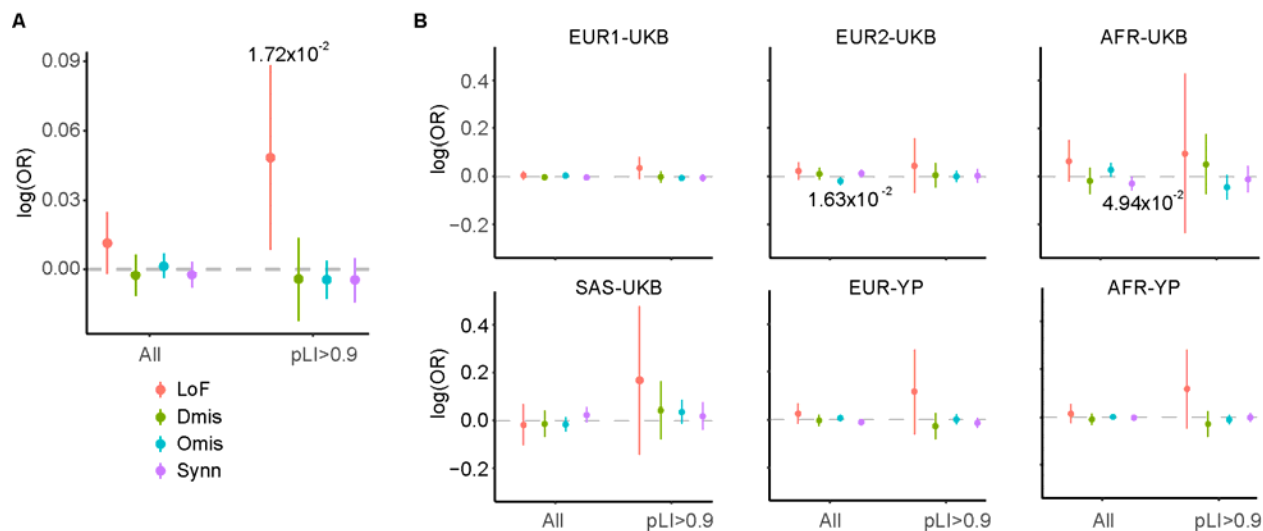 A
1.72x10-2
0.09
0.06
0.03
0.00
log(OR)
All
pLI>0.9
LoF
Dmis
Omis
Synn
B
EUR1-UKB
EUR2-UKB
AFR-UKB
0.4
0.2
0.0
−0.2
log(OR)
1.63x10-2
4.94x10-2
SAS-UKB
EUR-YP
AFR-YP
0.4
0.2
0.0
−0.2
log(OR)
All
pLI>0.9
All
pLI>0.9
All
pLI>0.9